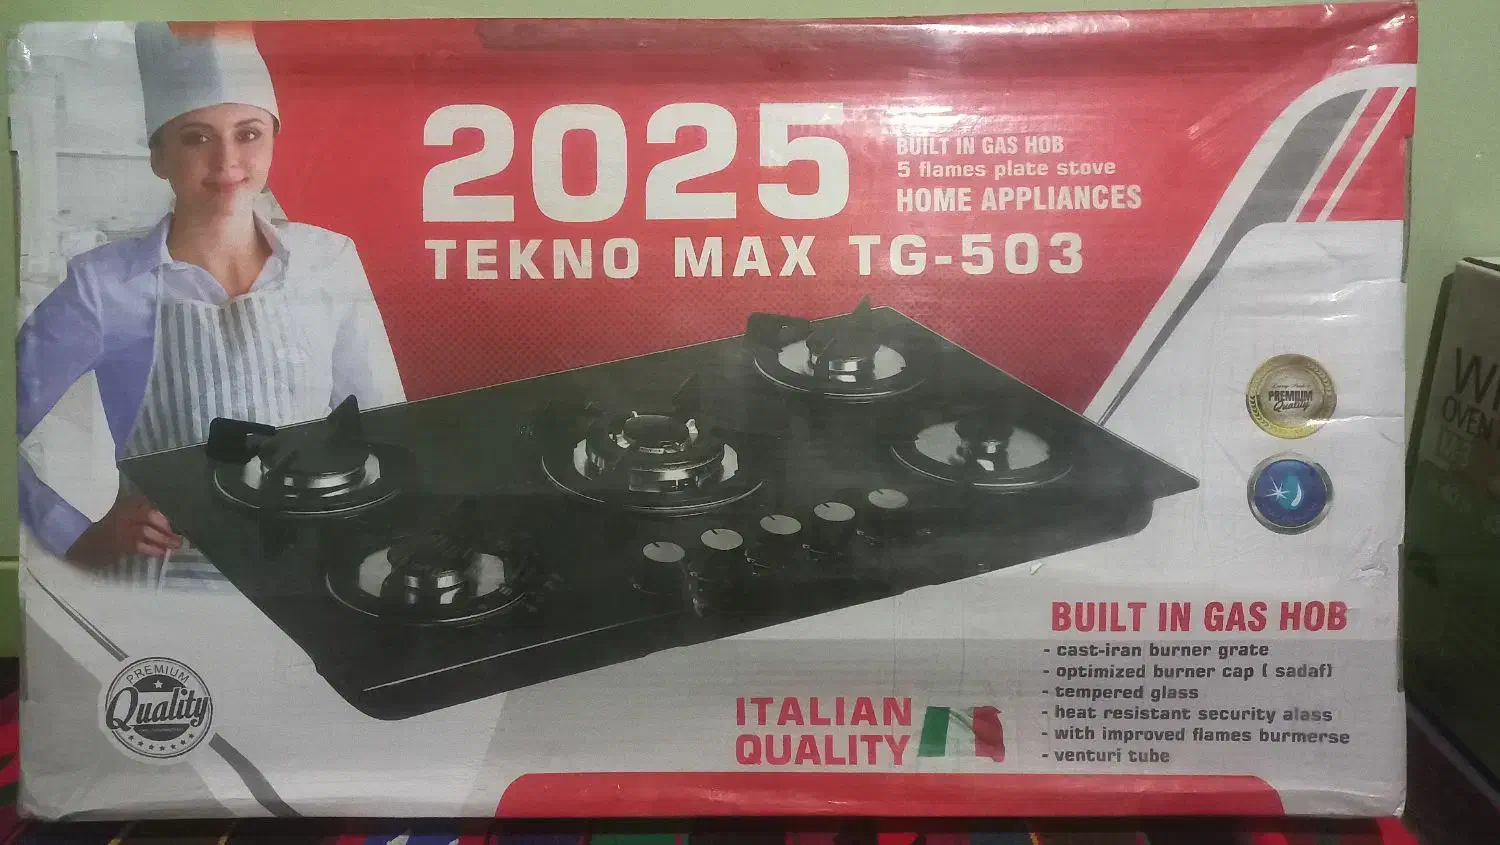 2025
BUILT IN GAS HOB
5 flames plate stove
HOME APPLIANCES
TEKNO MAX TG-503
PREMIUM
Quality
BUILT IN GAS HOB
- cast-iran burner grate
- optimized burner cap ( sadaf)
- tempered glass
- heat resistant security alass
- with improved flames burmerse
- venturi tube
ITALIAN
QUALITY
PREMIUM
Quality
OVEN